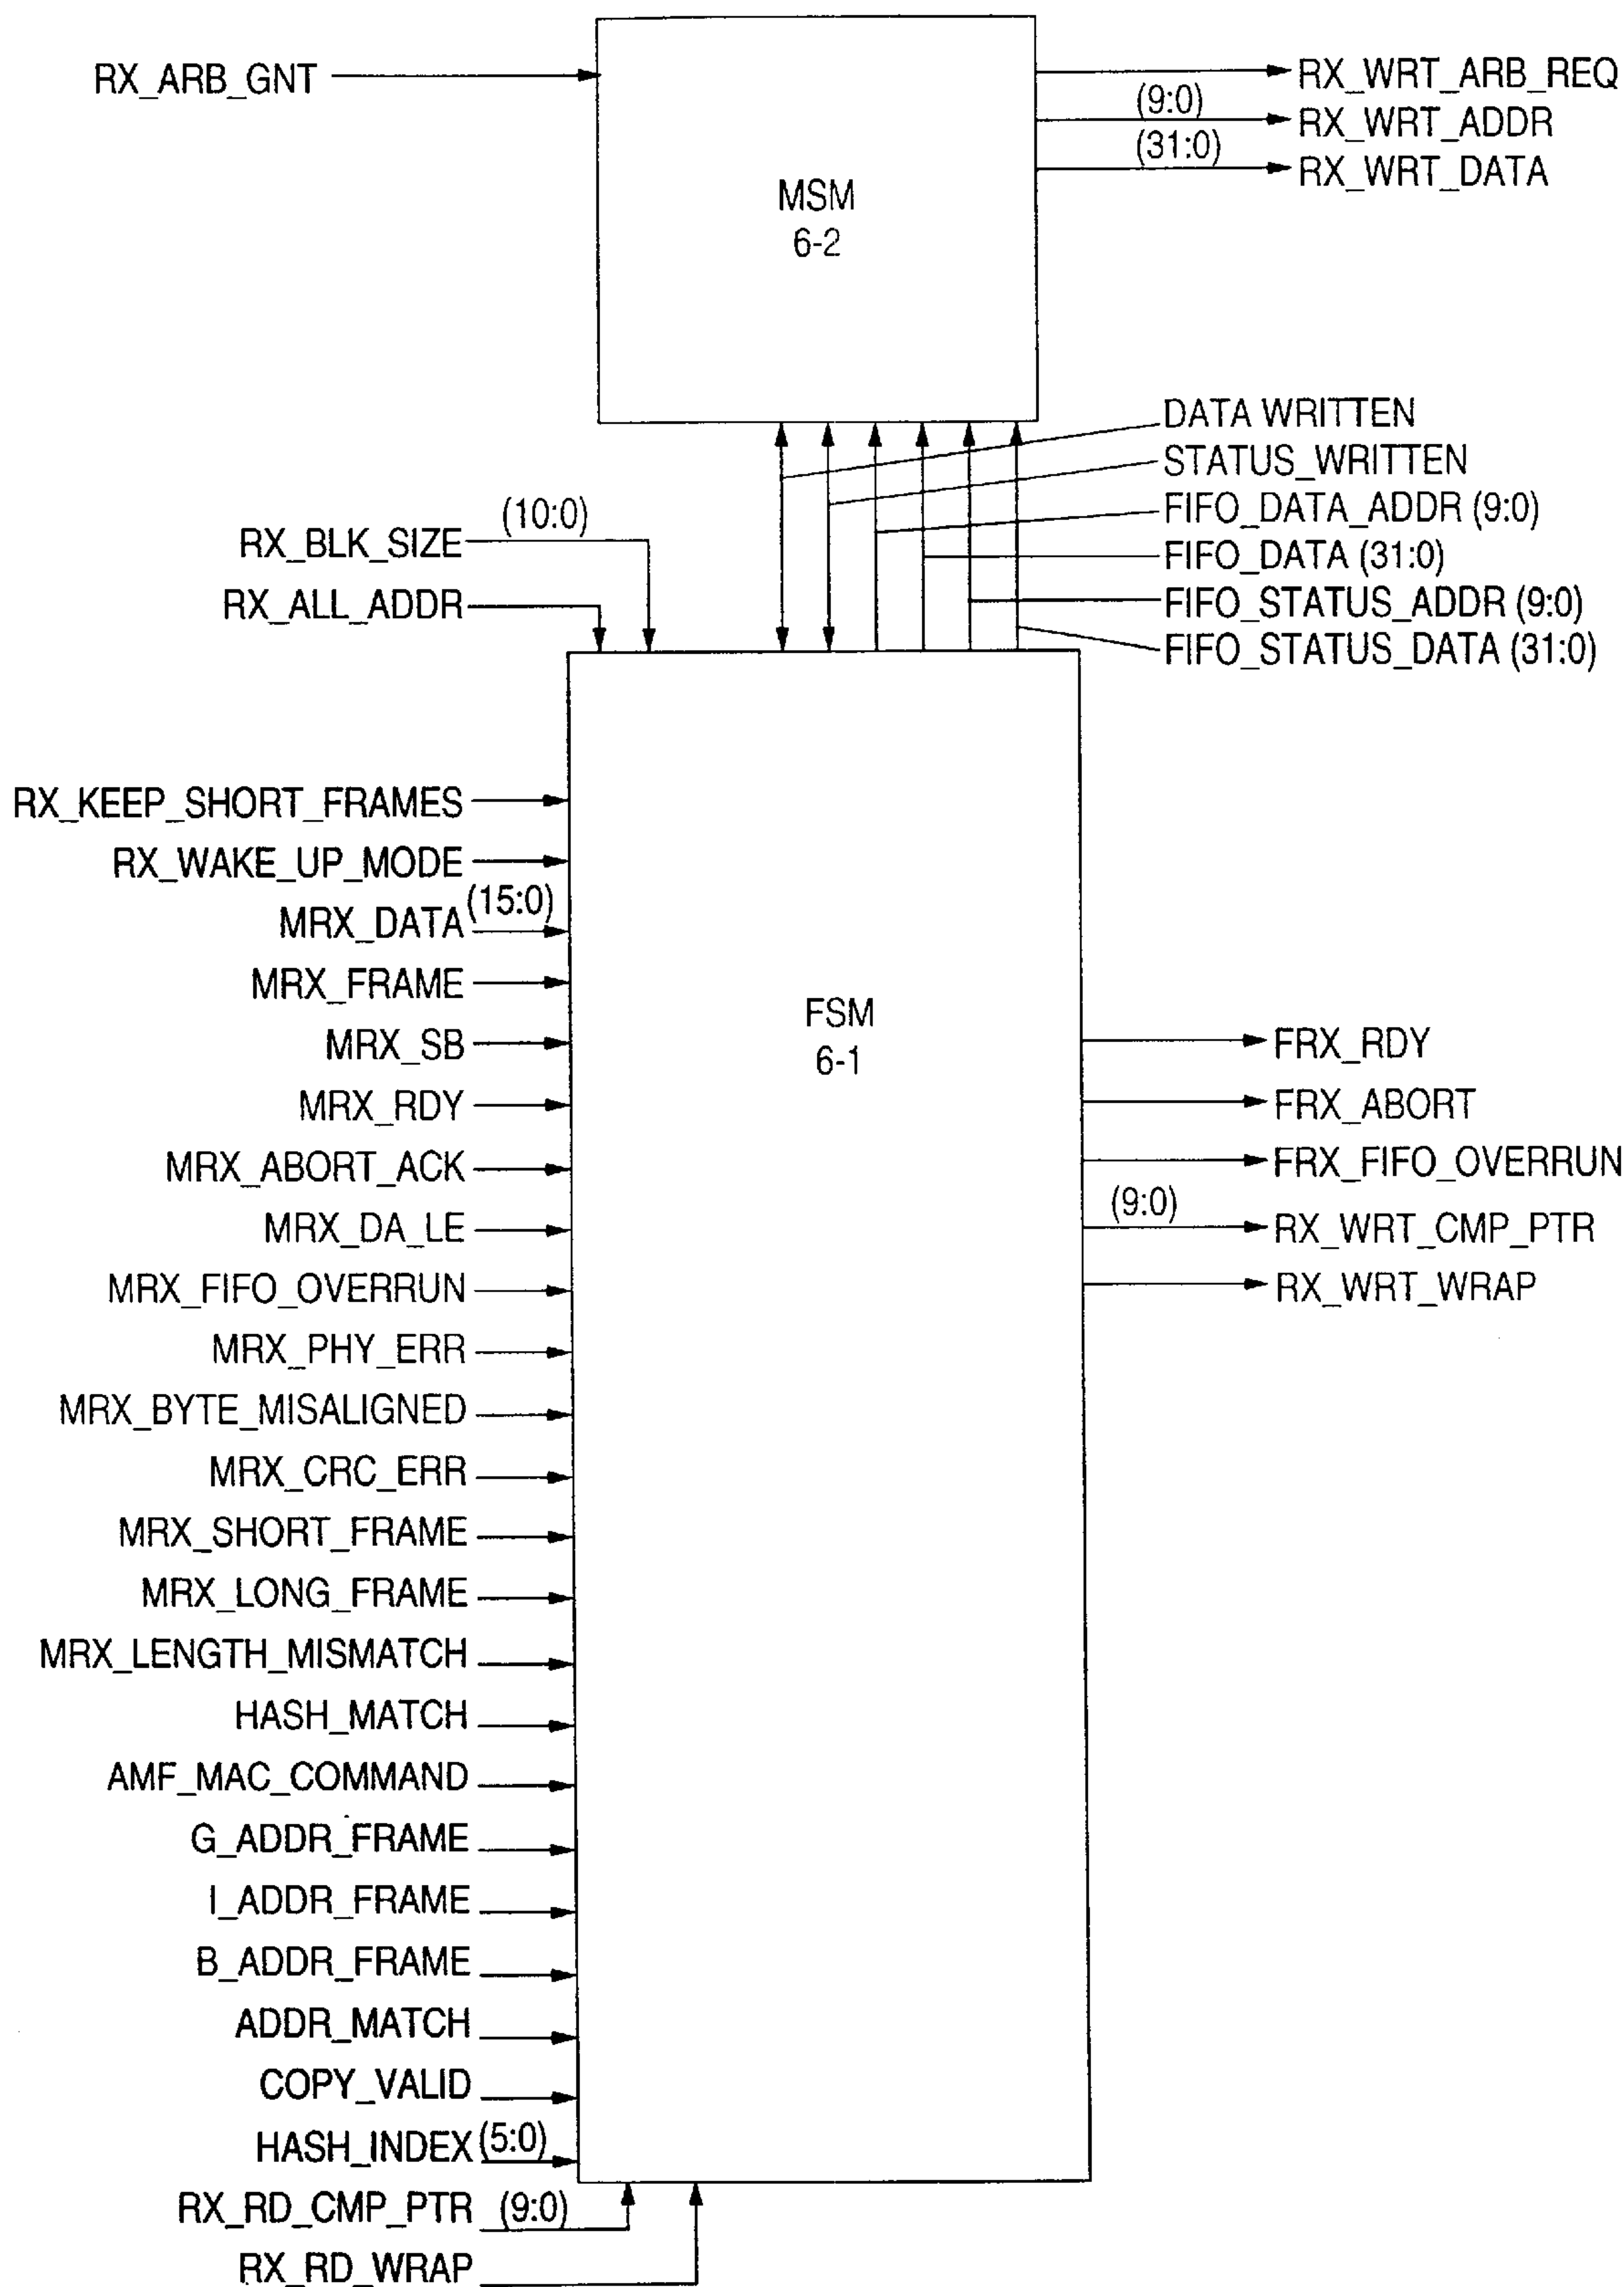 RX_ARB_GNT
RX_WRT_ARB_REQ
(9:0)
RX_WRT_ADDR
(31:0)
RX_WRT_DATA
MSM
6-2
DATA WRITTEN
STATUS_WRITTEN
FIFO_DATA_ADDR (9:0)
FIFO_DATA (31:0)
FIFO_STATUS_ADDR (9:0)
FIFO_STATUS_DATA (31:0)
RX_BLK_SIZE (10:0)
RX_ALL_ADDR
RX_KEEP_SHORT_FRAMES
RX_WAKE_UP_MODE
MRX_DATA (15:0)
MRX_FRAME
MRX_SB
MRX_RDY
MRX_ABORT_ACK
MRX_DA_LE
MRX_FIFO_OVERRUN
MRX_PHY_ERR
MRX_BYTE_MISALIGNED
MRX_CRC_ERR
MRX_SHORT_FRAME
MRX_LONG_FRAME
MRX_LENGTH_MISMATCH
HASH_MATCH
AMF_MAC_COMMAND
G_ADDR_FRAME
I_ADDR_FRAME
B_ADDR_FRAME
ADDR_MATCH
COPY_VALID
HASH_INDEX (5:0)
RX_RD_CMP_PTR (9:0)
RX_RD_WRAP
FSM
6-1
FRX_RDY
FRX_ABORT
FRX_FIFO_OVERRUN
(9:0)
RX_WRT_CMP_PTR
RX_WRT_WRAP